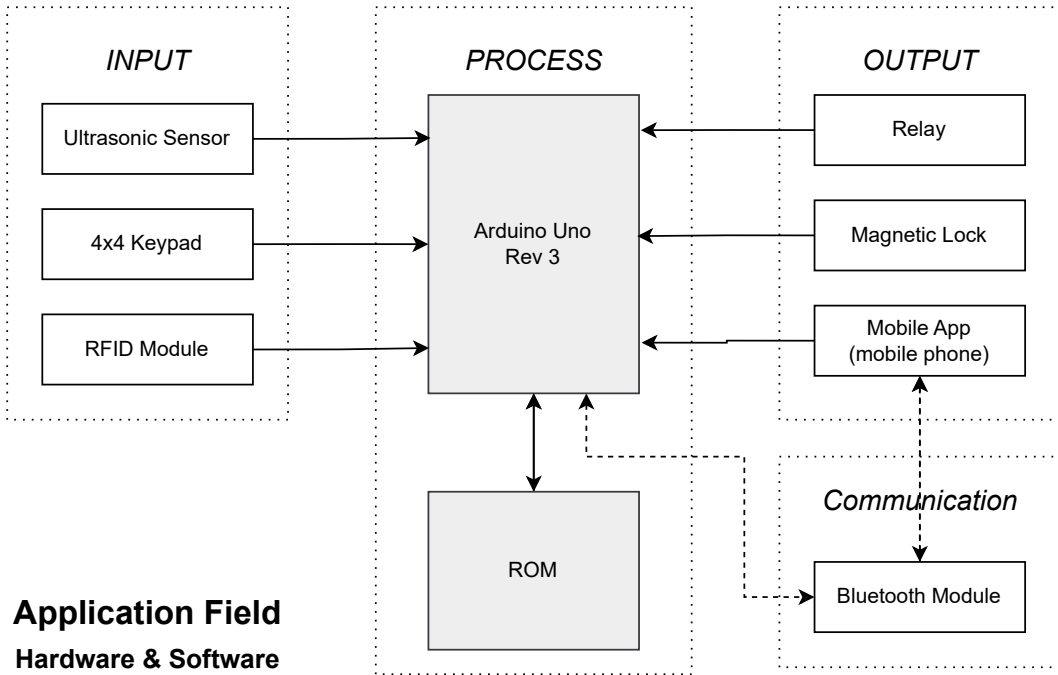 INPUT
Ultrasonic Sensor
4x4 Keypad
RFID Module
PROCESS
Arduino Uno
Rev 3
ROM
OUTPUT
Relay
Magnetic Lock
Mobile App
(mobile phone)
Communication
Bluetooth Module
Application Field
Hardware & Software